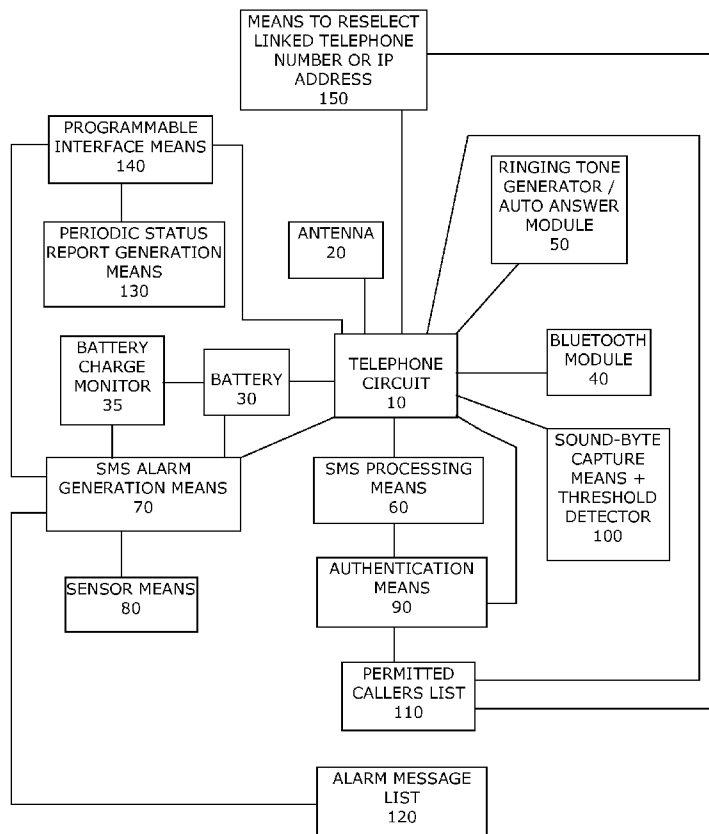 MEANS TO RESELECT
LINKED TELEPHONE
NUMBER OR IP
ADDRESS
150
PROGRAMMABLE
INTERFACE MEANS
140
RINGING TONE
GENERATOR /
AUTO ANSWER
MODULE
50
PERIODIC STATUS
REPORT GENERATION
MEANS
130
ANTENNA
20
BATTERY
CHARGE
MONITOR
35
BATTERY
30
TELEPHONE
CIRCUIT
10
BLUETOOTH
MODULE
40
SMS ALARM
GENERATION MEANS
70
SMS PROCESSING
MEANS
60
SOUND-BYTE
CAPTURE
MEANS +
THRESHOLD
DETECTOR
100
SENSOR MEANS
80
AUTHENTICATION
MEANS
90
PERMITTED
CALLERS LIST
110
ALARM MESSAGE
LIST
120